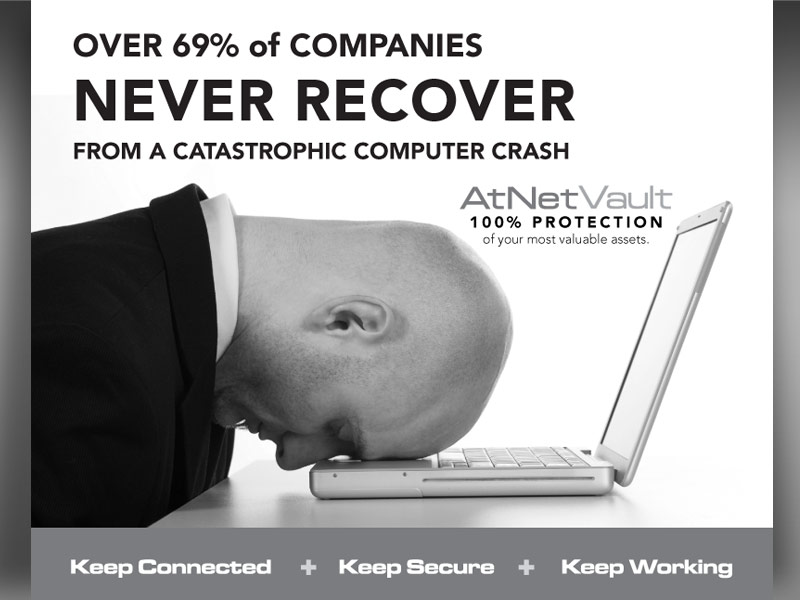 OVER 69% of COMPANIES
NEVER RECOVER
FROM A CATASTROPHIC COMPUTER CRASH
AtNetVault
100% PROTECTION
of your most valuable assets.
Keep Connected + Keep Secure + Keep Working